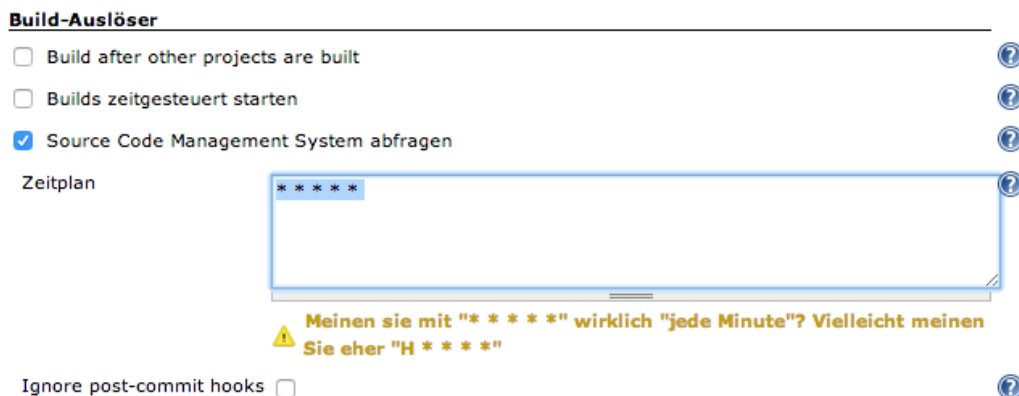 Build-Auslöser
Build after other projects are built
Builds zeitgesteuert starten
Source Code Management System abfragen
Zeitplan
* * * * *
Meinen sie mit "* * * * *" wirklich "jede Minute"? Vielleicht meinen
Sie eher "H * * * *"
Ignore post-commit hooks